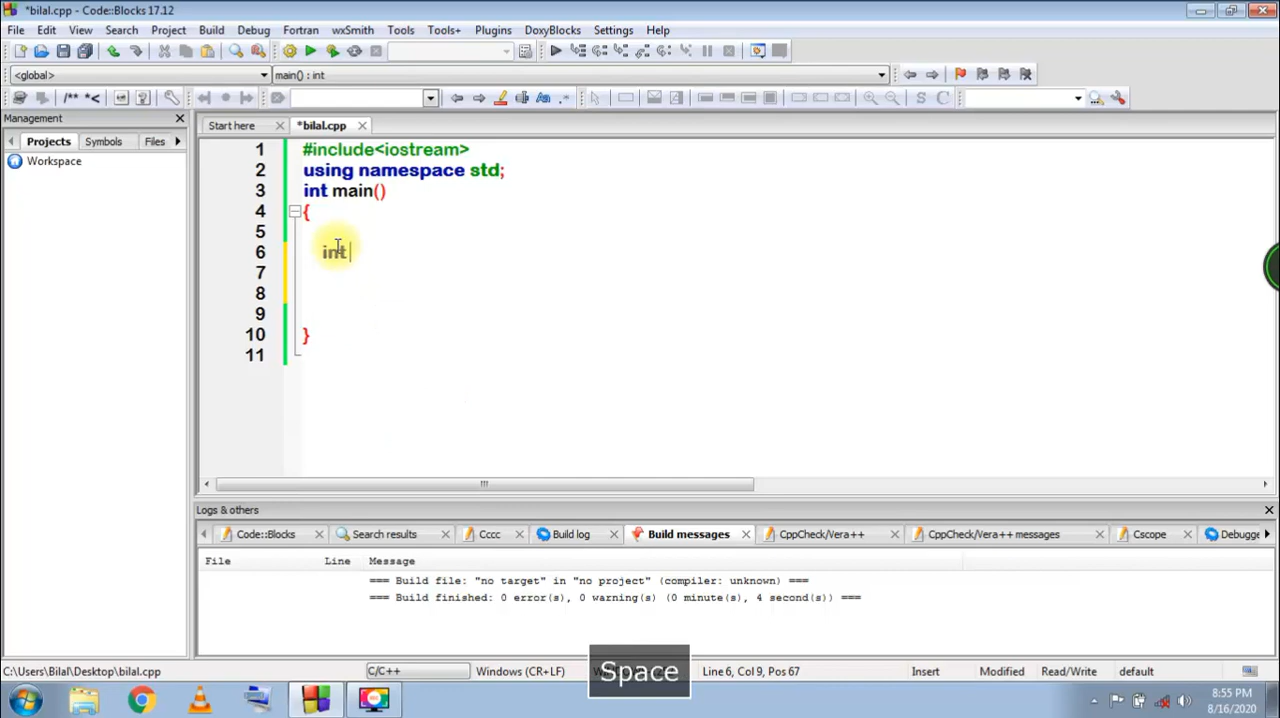 *bilal.cpp - Code::Blocks 17.12
File Edit View Search Project Build Debug Fortran wxSmith Tools Tools+ Plugins DoxyBlocks Settings Help
<global> main() : int
/** *< S C
Management × Start here × *bilal.cpp ×
Projects Symbols Files
Workspace
1 #include<iostream>
2 using namespace std;
3 int main()
4 {
5
6 int
7
8
9
10 }
11
Logs & others
Code::Blocks Search results Cccc Build log Build messages CppCheck/Vera++ CppCheck/Vera++ messages Cscope Debugge
File Line Message
=== Build file: "no target" in "no project" (compiler: unknown) ===
=== Build finished: 0 error(s), 0 warning(s) (0 minute(s), 4 second(s)) ===
Space
C:\Users\Bilal\Desktop\bilal.cpp C/C++ Windows (CR+LF) Line 6, Col 9, Pos 67 Insert Modified Read/Write default
8:55 PM
8/16/2020